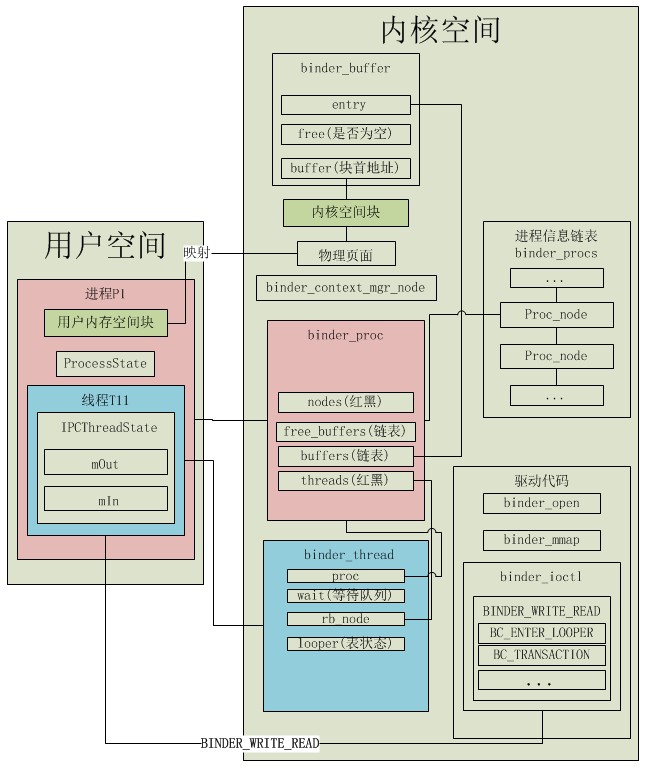 内核空间
binder_buffer
entry
free(是否为空)
buffer(块首地址)
内核空间块
物理页面
binder_context_mgr_node
用户空间
映射
进程P1
用户内存空间块
ProcessState
线程T11
IPCThreadState
mOut
mIn
binder_proc
nodes(红黑)
free_buffers(链表)
buffers(链表)
threads(红黑)
binder_thread
proc
wait(等待队列)
rb_node
looper(表状态)
进程信息链表
binder_procs
...
Proc_node
Proc_node
...
驱动代码
binder_open
binder_mmap
binder_ioctl
BINDER_WRITE_READ
BC_ENTER_LOOPER
BC_TRANSACTION
...
BINDER_WRITE_READ